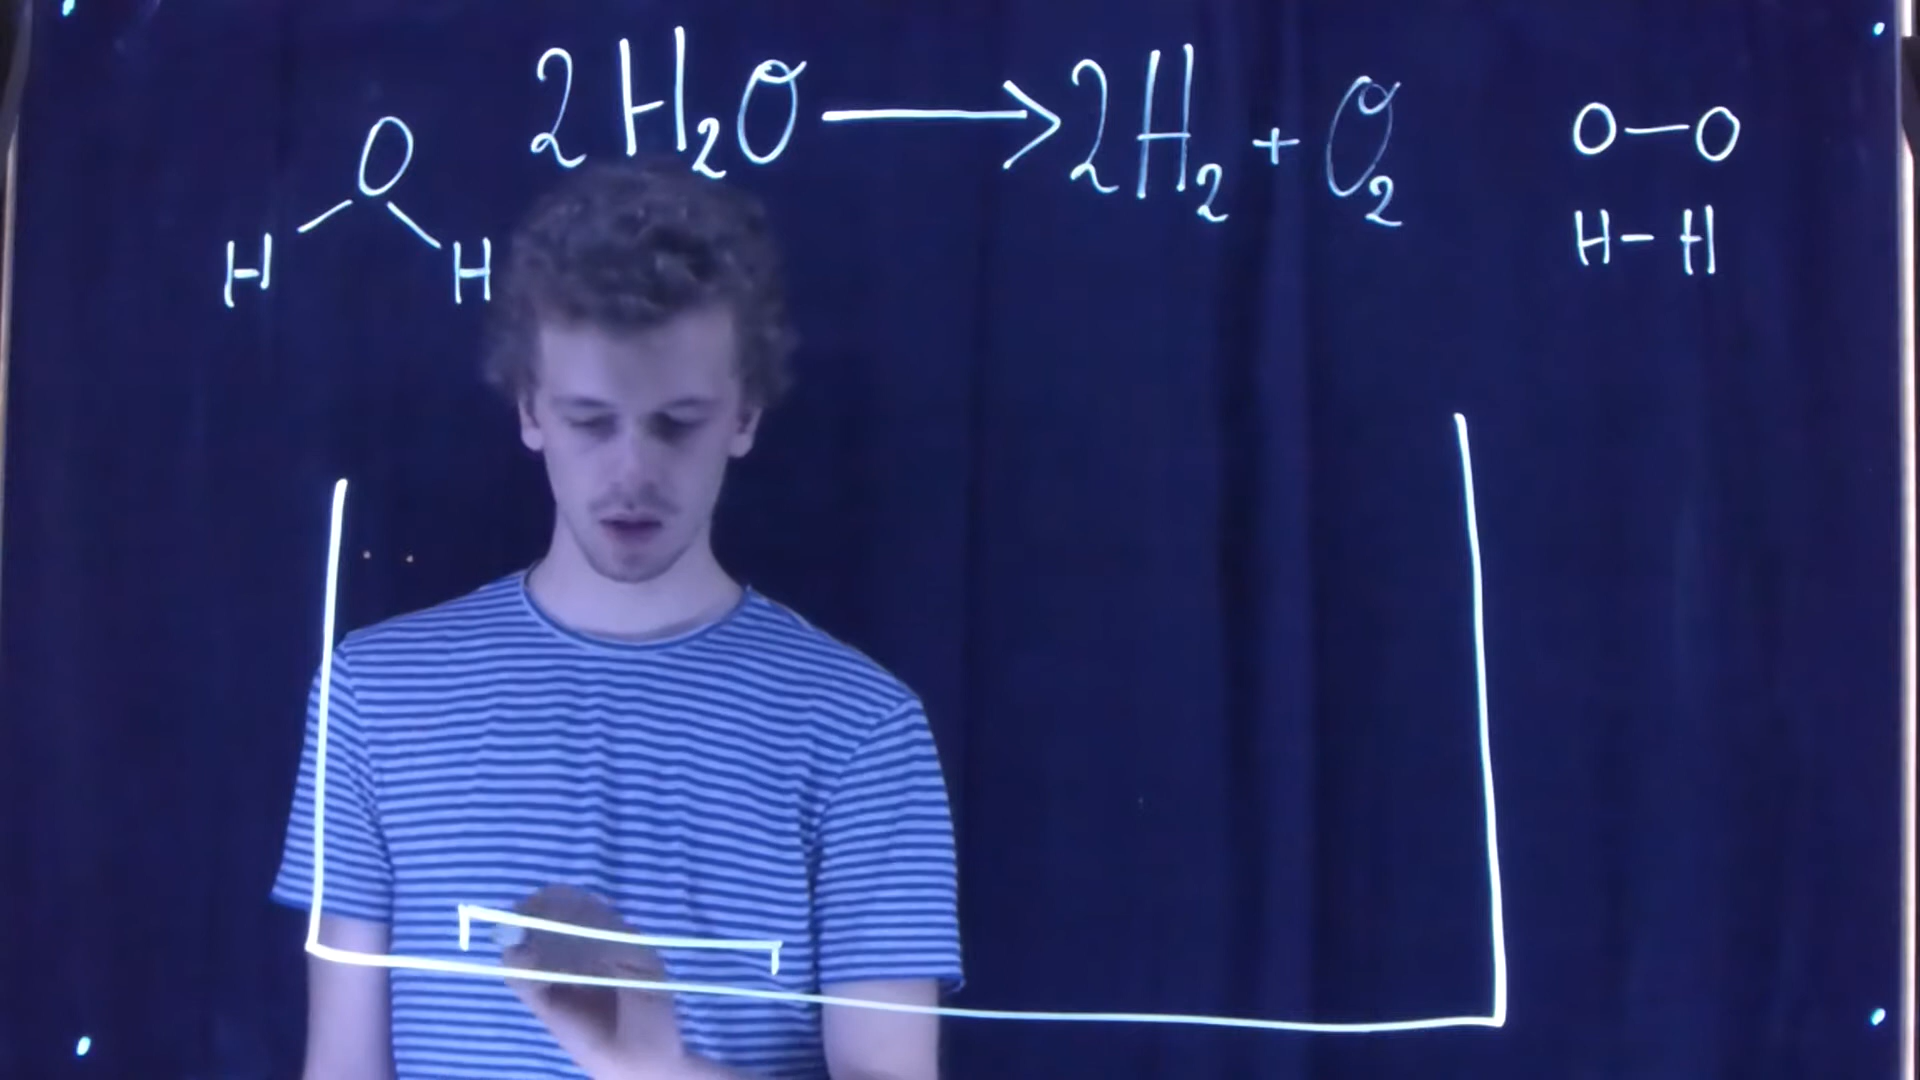 2H₂O ⟶ 2H₂ + O₂
O
H H
O—O
H-H